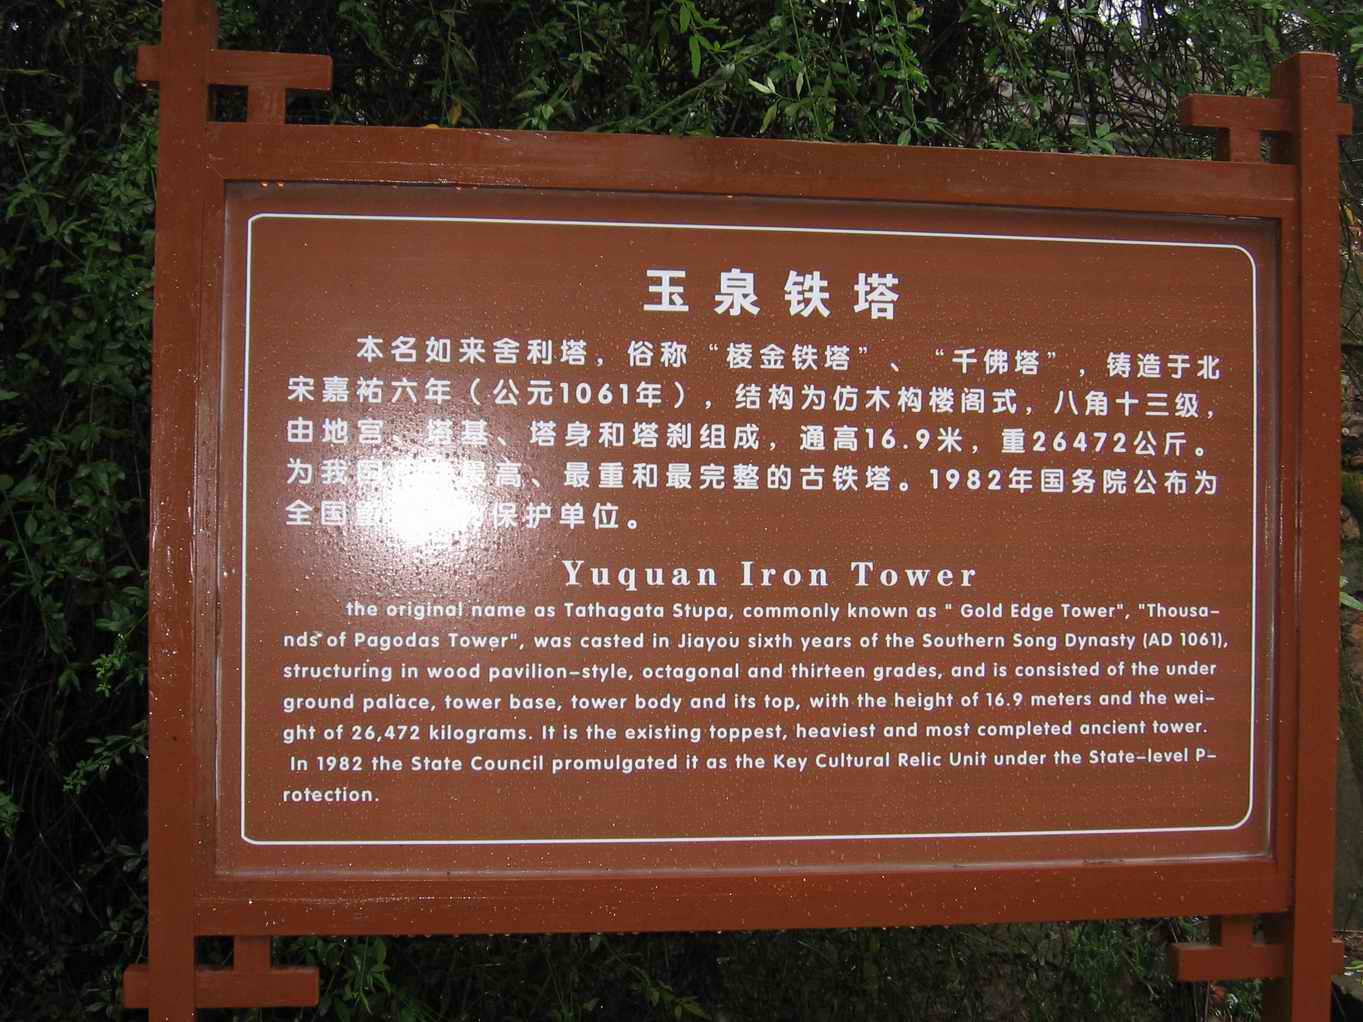 玉泉铁塔
本名如来舍利塔，俗称“棱金铁塔”、“千佛塔”，铸造于北
宋嘉祐六年（公元1061年），结构为仿木构楼阁式，八角十三级，
由地宫、塔基、塔身和塔刹组成，通高16.9米，重26472公斤。
为我国最高、最重和最完整的古铁塔。1982年国务院公布为
全国保护单位。
Yuquan Iron Tower
the original name as Tathagata Stupa, commonly known as " Gold Edge Tower", "Thousa-
nds of Pagodas Tower", was casted in Jiayou sixth years of the Southern Song Dynasty (AD 1061),
structuring in wood pavilion-style, octagonal and thirteen grades, and is consisted of the under
ground palace, tower base, tower body and its top, with the height of 16.9 meters and the wei-
ght of 26,472 kilograms. It is the existing toppest, heaviest and most completed ancient tower.
In 1982 the State Council promulgated it as the Key Cultural Relic Unit under the State-level P-
rotection.